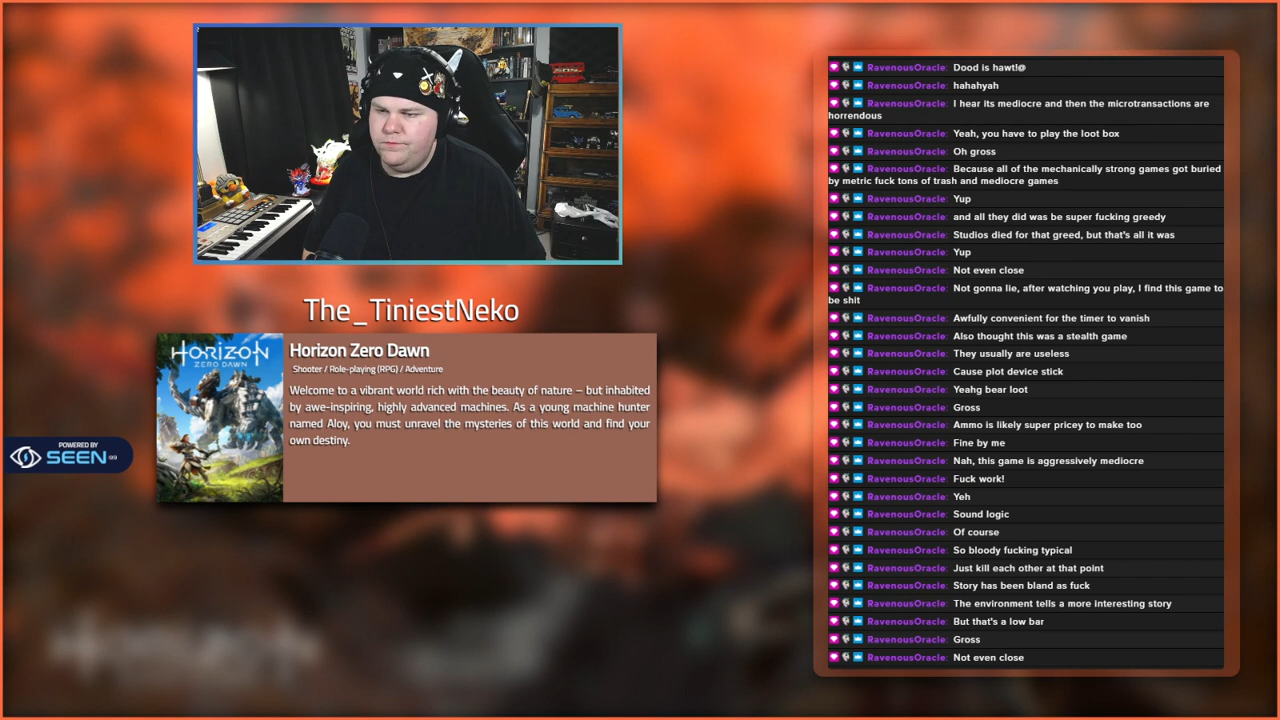 The_TiniestNeko
HORIZON
ZERO DAWN
Horizon Zero Dawn
Shooter / Role-playing (RPG) / Adventure
Welcome to a vibrant world rich with the beauty of nature – but inhabited
by awe-inspiring, highly advanced machines. As a young machine hunter
named Aloy, you must unravel the mysteries of this world and find your
own destiny.
POWERED BY
SEEN
RavenousOracle: Dood is hawt!@
RavenousOracle: hahahyah
RavenousOracle: I hear its mediocre and then the microtransactions are
horrendous
RavenousOracle: Yeah, you have to play the loot box
RavenousOracle: Oh gross
RavenousOracle: Because all of the mechanically strong games got buried
by metric fuck tons of trash and mediocre games
RavenousOracle: Yup
RavenousOracle: and all they did was be super fucking greedy
RavenousOracle: Studios died for that greed, but that's all it was
RavenousOracle: Yup
RavenousOracle: Not even close
RavenousOracle: Not gonna lie, after watching you play, I find this game to
be shit
RavenousOracle: Awfully convenient for the timer to vanish
RavenousOracle: Also thought this was a stealth game
RavenousOracle: They usually are useless
RavenousOracle: Cause plot device stick
RavenousOracle: Yeahg bear loot
RavenousOracle: Gross
RavenousOracle: Ammo is likely super pricey to make too
RavenousOracle: Fine by me
RavenousOracle: Nah, this game is aggressively mediocre
RavenousOracle: Fuck work!
RavenousOracle: Yeh
RavenousOracle: Sound logic
RavenousOracle: Of course
RavenousOracle: So bloody fucking typical
RavenousOracle: Just kill each other at that point
RavenousOracle: Story has been bland as fuck
RavenousOracle: The environment tells a more interesting story
RavenousOracle: But that's a low bar
RavenousOracle: Gross
RavenousOracle: Not even close